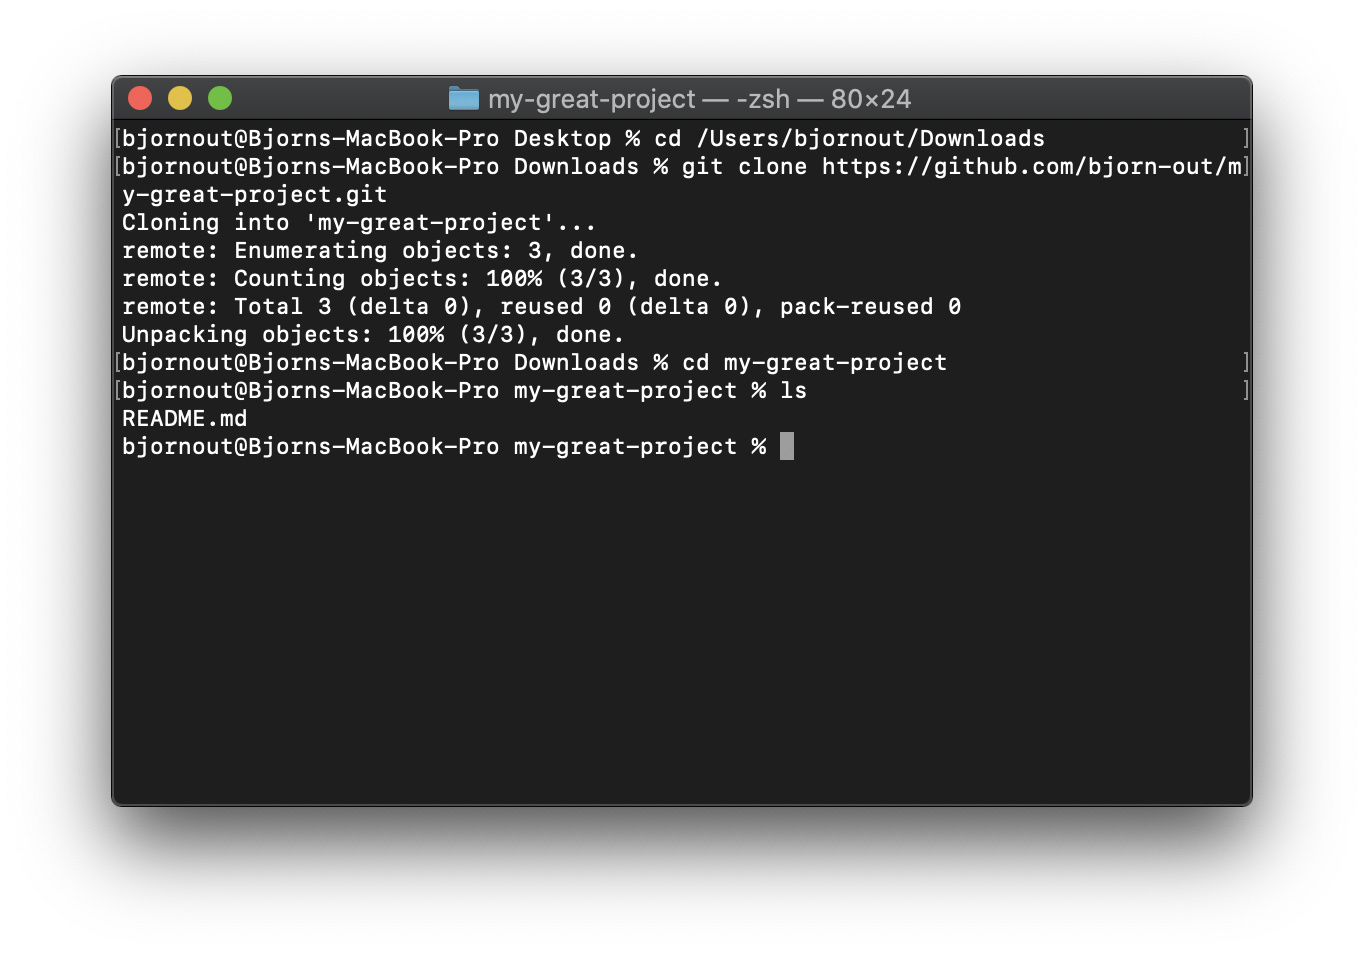 my-great-project — -zsh — 80×24
[bjornout@Bjorns-MacBook-Pro Desktop % cd /Users/bjornout/Downloads ]
[bjornout@Bjorns-MacBook-Pro Downloads % git clone https://github.com/bjorn-out/m]
y-great-project.git
Cloning into 'my-great-project'...
remote: Enumerating objects: 3, done.
remote: Counting objects: 100% (3/3), done.
remote: Total 3 (delta 0), reused 0 (delta 0), pack-reused 0
Unpacking objects: 100% (3/3), done.
[bjornout@Bjorns-MacBook-Pro Downloads % cd my-great-project ]
[bjornout@Bjorns-MacBook-Pro my-great-project % ls ]
README.md
bjornout@Bjorns-MacBook-Pro my-great-project %